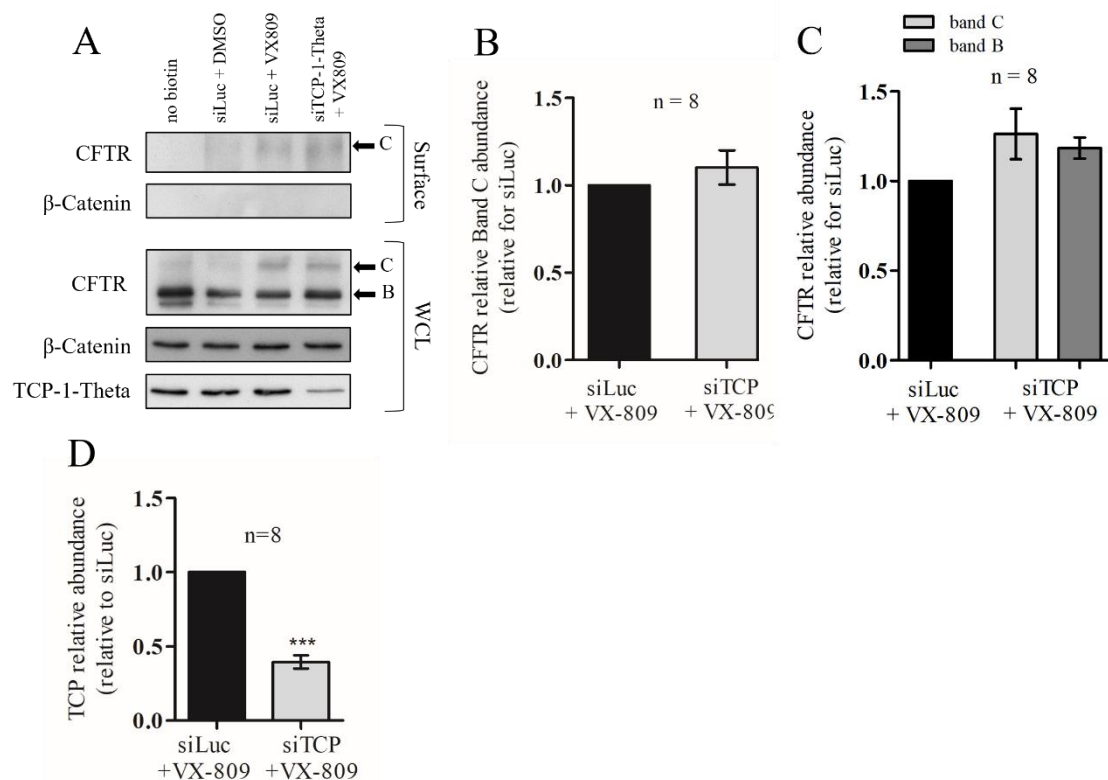 A
no biotin
siLuc + DMSO
siLuc + VX809
siTCP-1-Theta
+ VX809
CFTR
C
β-Catenin
Surface
CFTR
C
B
β-Catenin
TCP-1-Theta
WCL
B
n = 8
CFTR relative Band C abundance
(relative for siLuc)
1.5
1.0
0.5
0.0
siLuc
+ VX-809
siTCP
+ VX-809
C
band C
band B
n = 8
CFTR relative abundance
(relative for siLuc)
1.5
1.0
0.5
0.0
siLuc
+ VX-809
siTCP
+ VX-809
D
n=8
TCP relative abundance
(relative to siLuc)
1.5
1.0
0.5
0.0
***
siLuc
+VX-809
siTCP
+VX-809